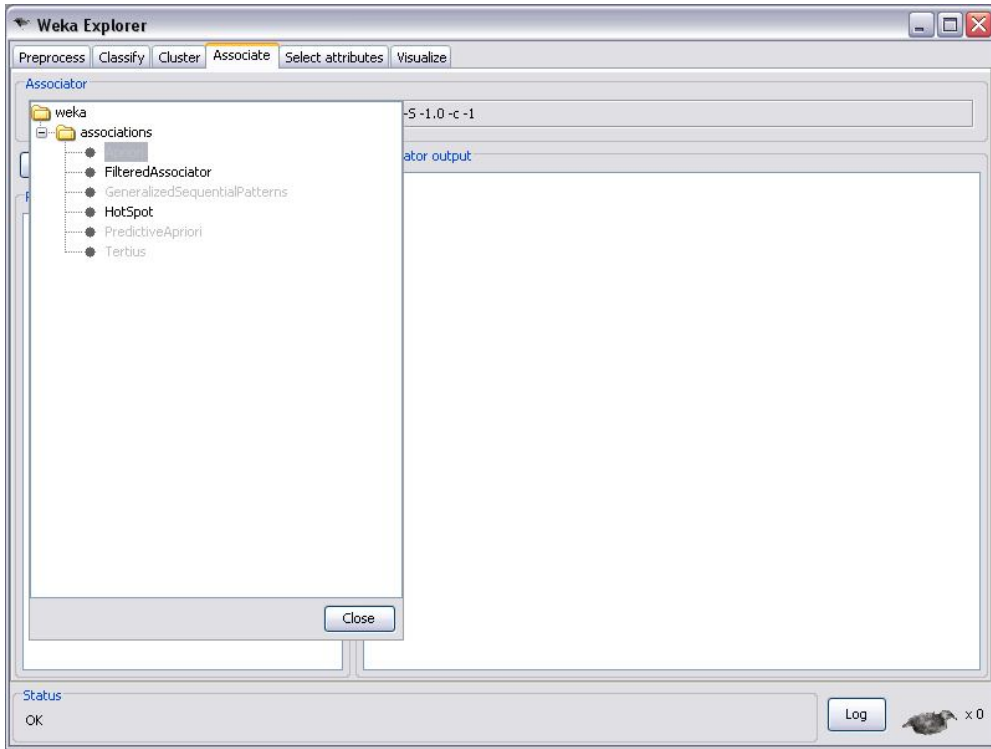 Weka Explorer
Preprocess Classify Cluster Associate Select attributes Visualize
Associator
weka
-S -1.0 -c -1
associations
ator output
FilteredAssociator
GeneralizedSequentialPatterns
HotSpot
PredictiveApriori
Tertius
Close
Status
OK
Log
x 0